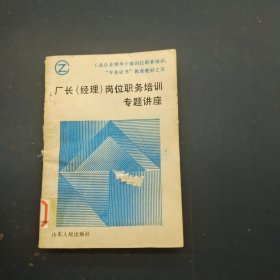 工业企业领导干部岗位职务培训
“专业证书”教育教材之五
厂长(经理)岗位职务培训
专题讲座
山东人民出版社